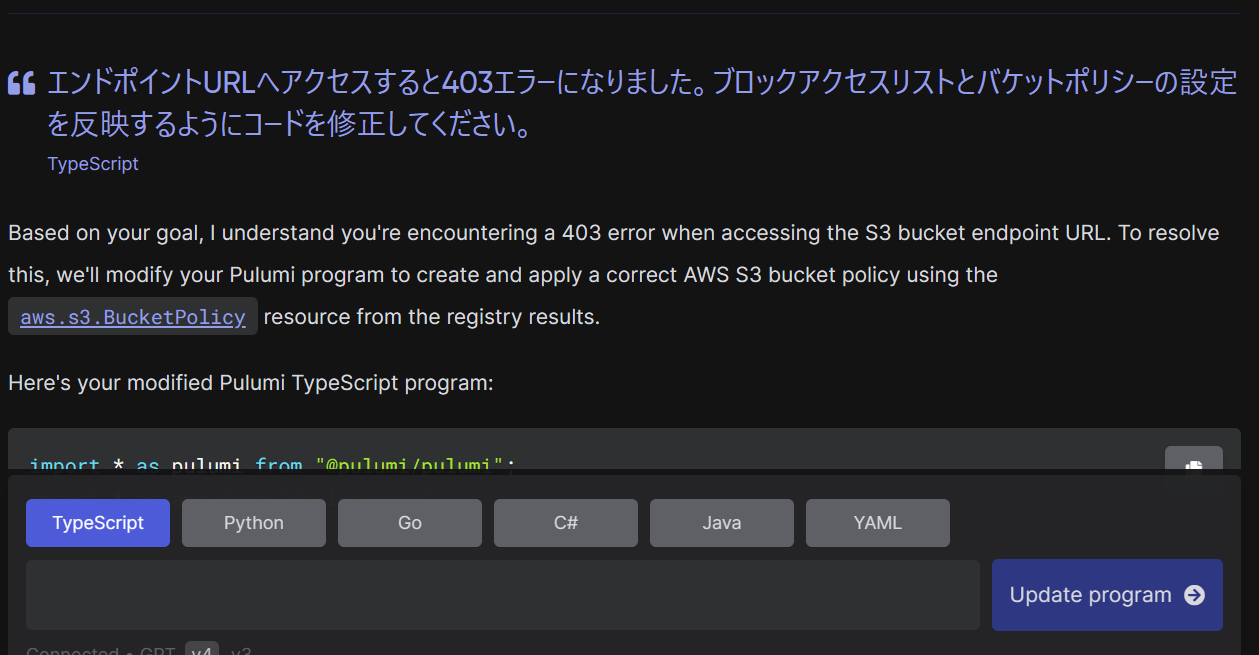 エンドポイントURLへアクセスすると403エラーになりました。ブロックアクセスリストとバケットポリシーの設定
を反映するようにコードを修正してください。
TypeScript
Based on your goal, I understand you're encountering a 403 error when accessing the S3 bucket endpoint URL. To resolve
this, we'll modify your Pulumi program to create and apply a correct AWS S3 bucket policy using the
aws.s3.BucketPolicy resource from the registry results.
Here's your modified Pulumi TypeScript program:
import * as pulumi from "@pulumi/pulumi";
TypeScript Python Go C# Java YAML
Update program
Connected • GPT v4 v3